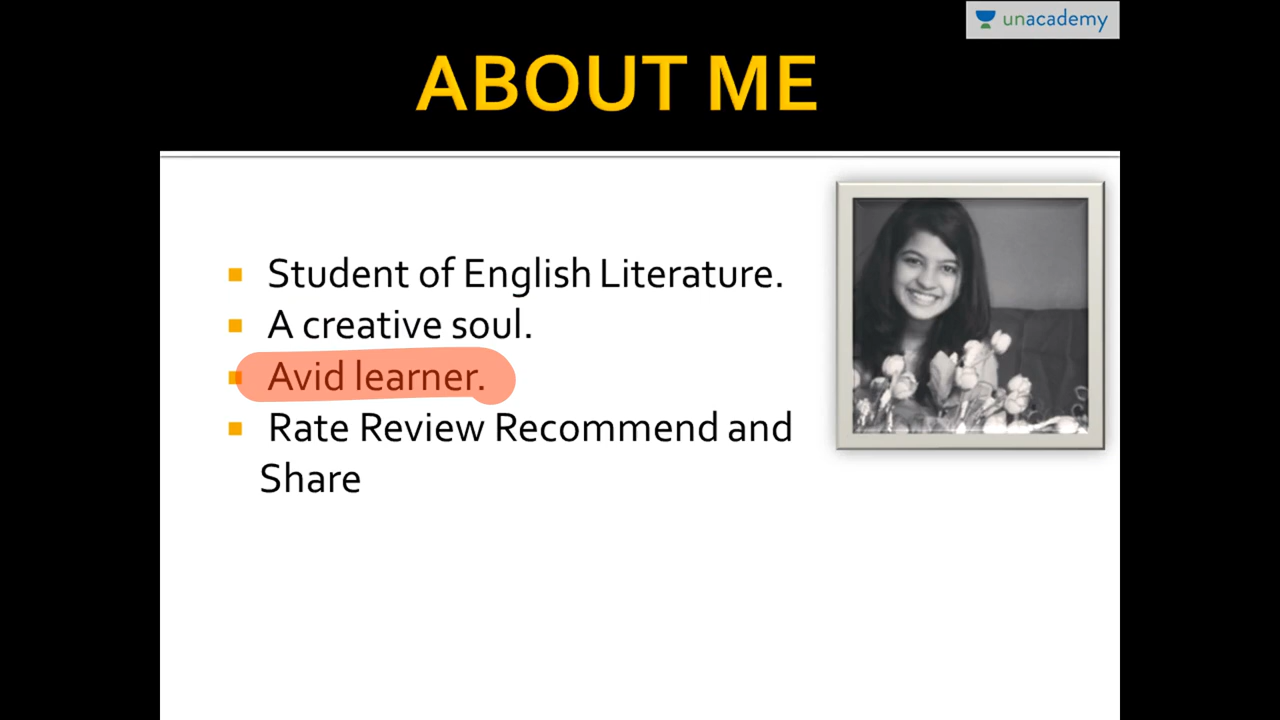 unacademy
ABOUT ME
Student of English Literature.
A creative soul.
Avid learner.
Rate Review Recommend and
Share